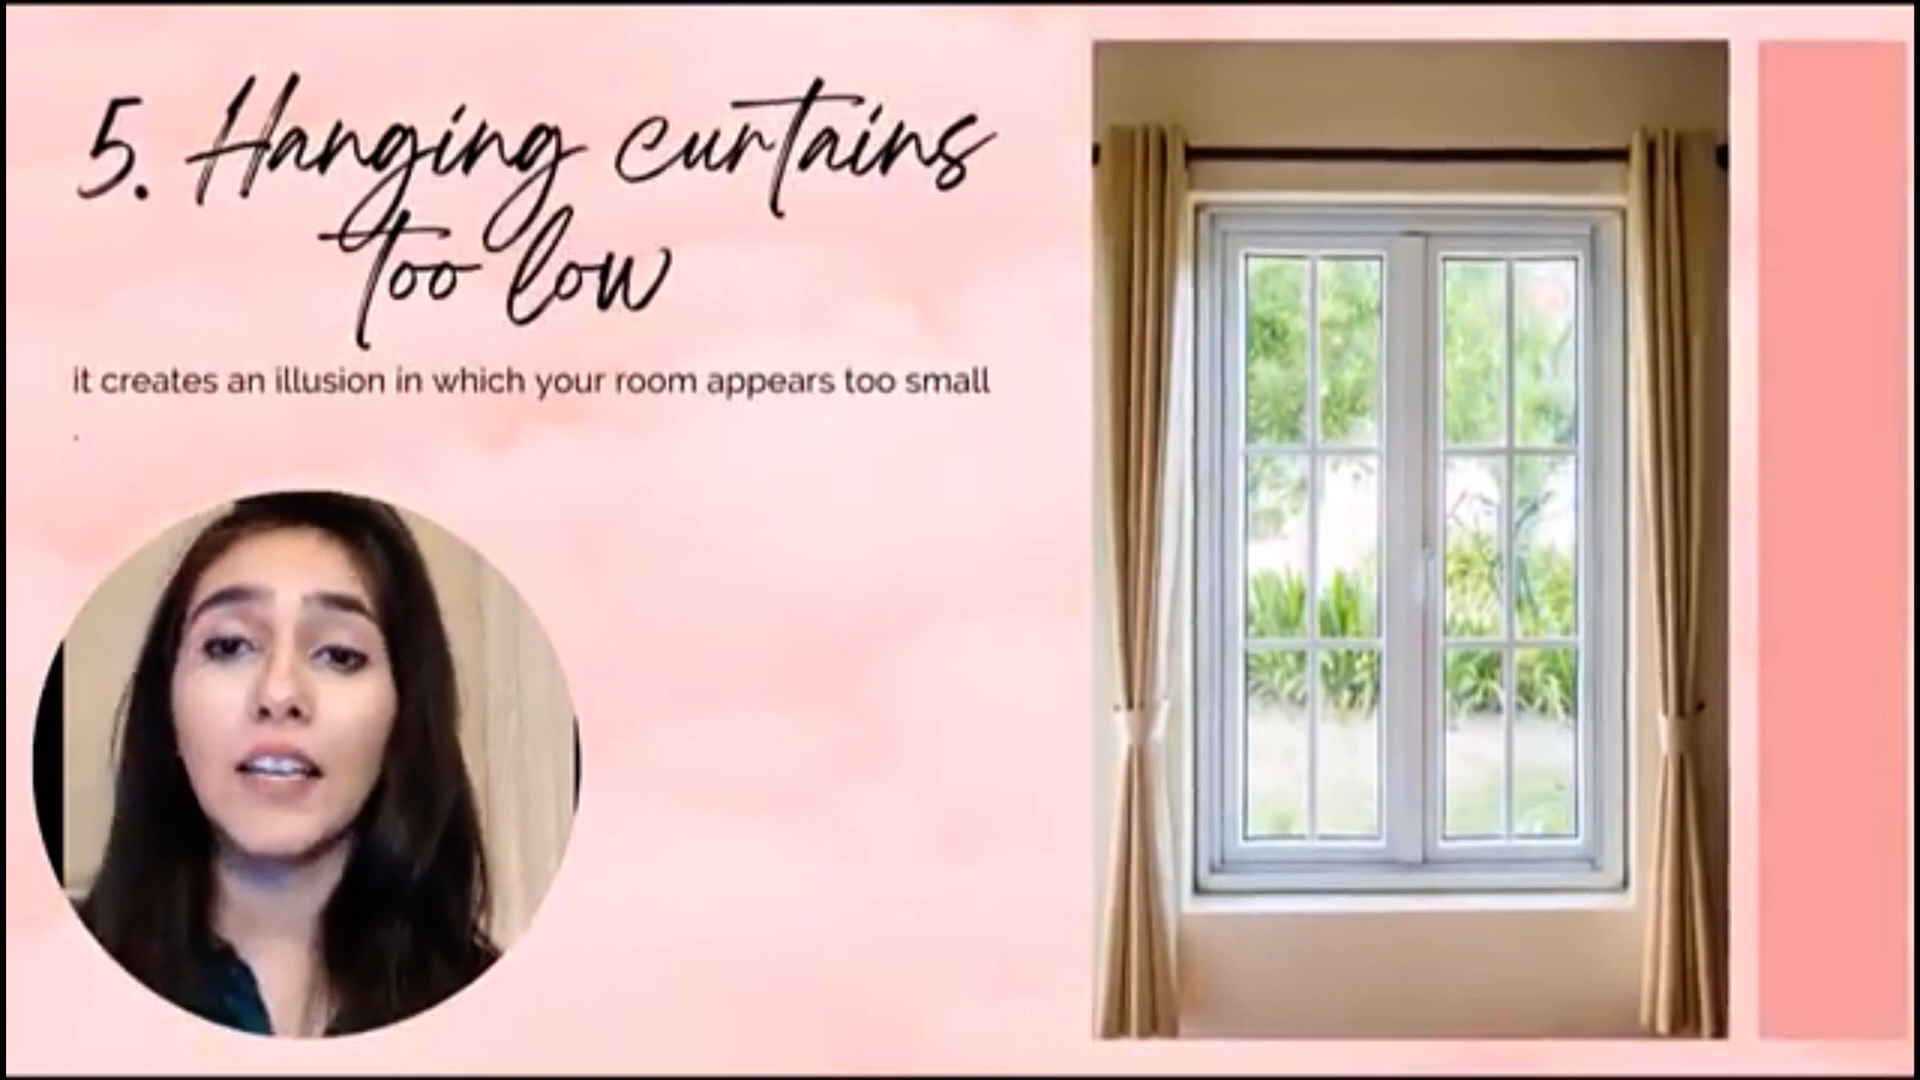 5. Hanging curtains
too low
it creates an illusion in which your room appears too small
.